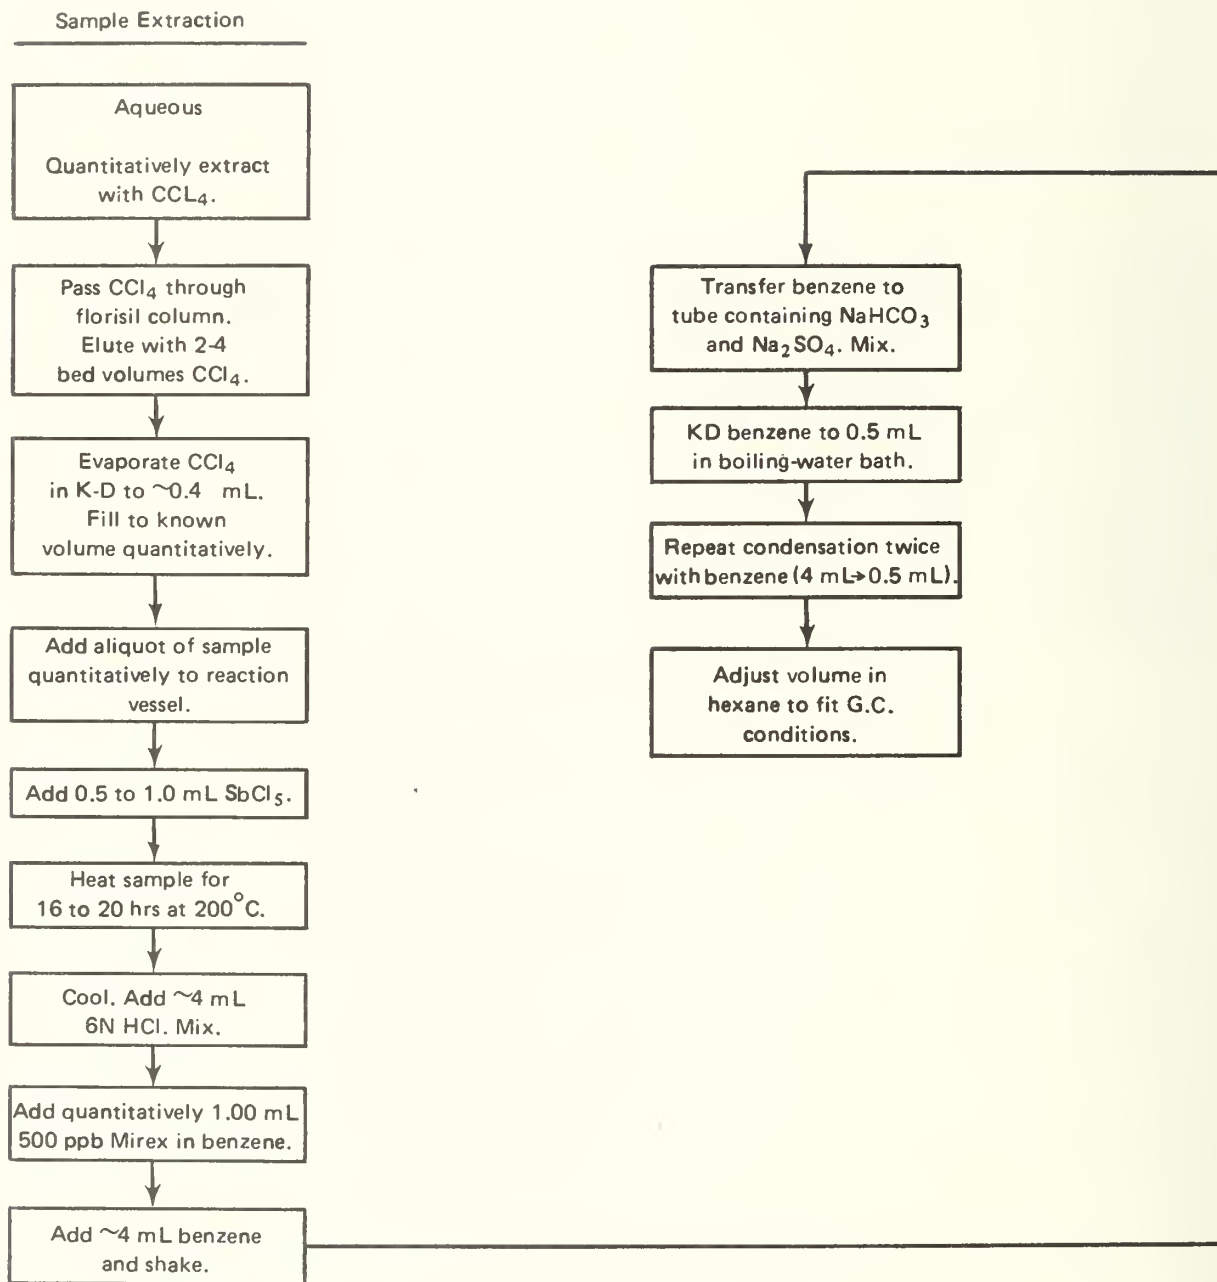 Sample Extraction
Aqueous
Quantitatively extract
with CCL₄.
Pass CCl₄ through
florisil column.
Elute with 2-4
bed volumes CCl₄.
Evaporate CCl₄
in K-D to ~0.4 mL.
Fill to known
volume quantitatively.
Add aliquot of sample
quantitatively to reaction
vessel.
Add 0.5 to 1.0 mL SbCl₅.
Heat sample for
16 to 20 hrs at 200°C.
Cool. Add ~4 mL
6N HCl. Mix.
Add quantitatively 1.00 mL
500 ppb Mirex in benzene.
Add ~4 mL benzene
and shake.
Transfer benzene to
tube containing NaHCO₃
and Na₂SO₄. Mix.
KD benzene to 0.5 mL
in boiling-water bath.
Repeat condensation twice
with benzene (4 mL→0.5 mL).
Adjust volume in
hexane to fit G.C.
conditions.